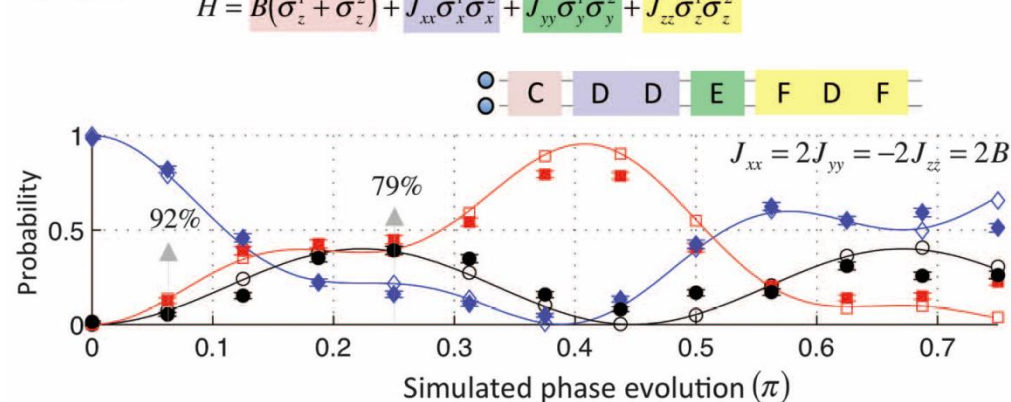 H = B(σ_z^1 + σ_z^2) + J_xx σ_x^1 σ_x^2 + J_yy σ_y^1 σ_y^2 + J_zz σ_z^1 σ_z^2
C D D E F D F
J_xx = 2J_yy = −2J_zz = 2B
1
0.5
0
Probability
92%
79%
0 0.1 0.2 0.3 0.4 0.5 0.6 0.7
Simulated phase evolution (π)